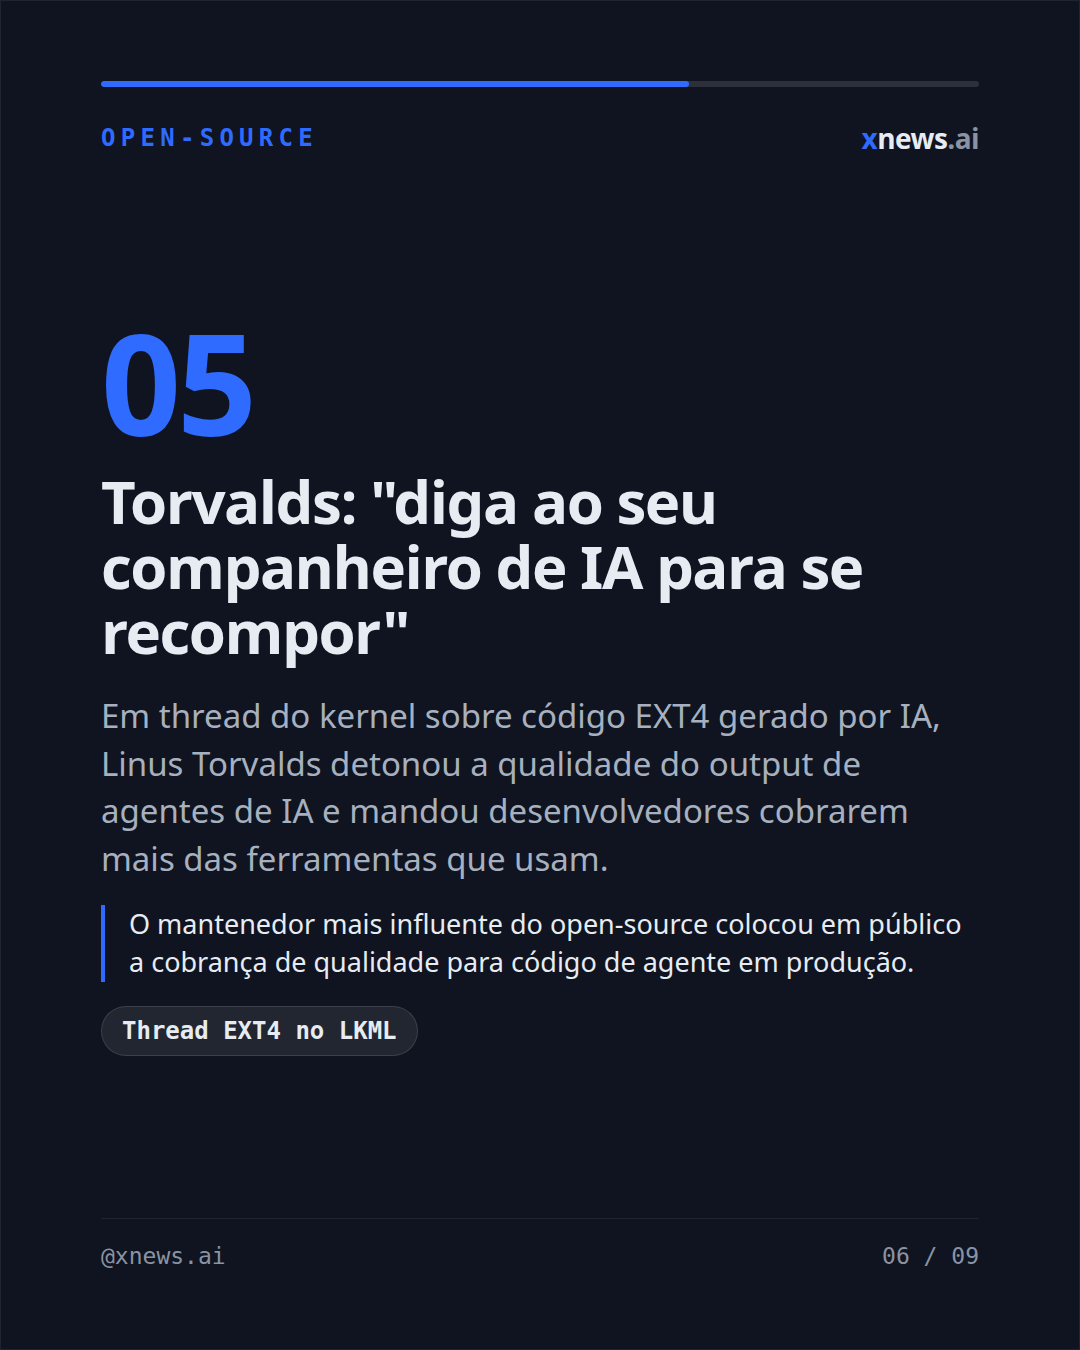 OPEN-SOURCE
xnews.ai
05
Torvalds: "diga ao seu
companheiro de IA para se
recompor"
Em thread do kernel sobre código EXT4 gerado por IA,
Linus Torvalds detonou a qualidade do output de
agentes de IA e mandou desenvolvedores cobrarem
mais das ferramentas que usam.
O mantenedor mais influente do open-source colocou em público
a cobrança de qualidade para código de agente em produção.
Thread EXT4 no LKML
@xnews.ai
06 / 09